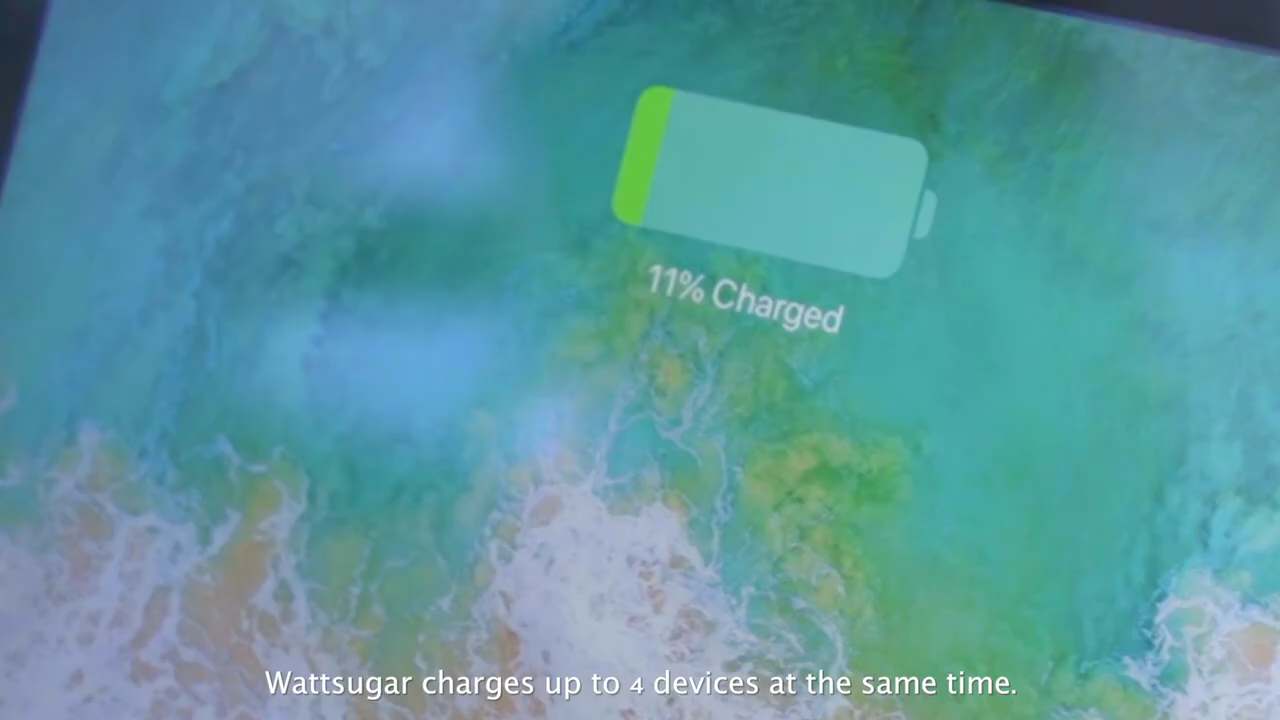 11% Charged
Wattsugar charges up to 4 devices at the same time.